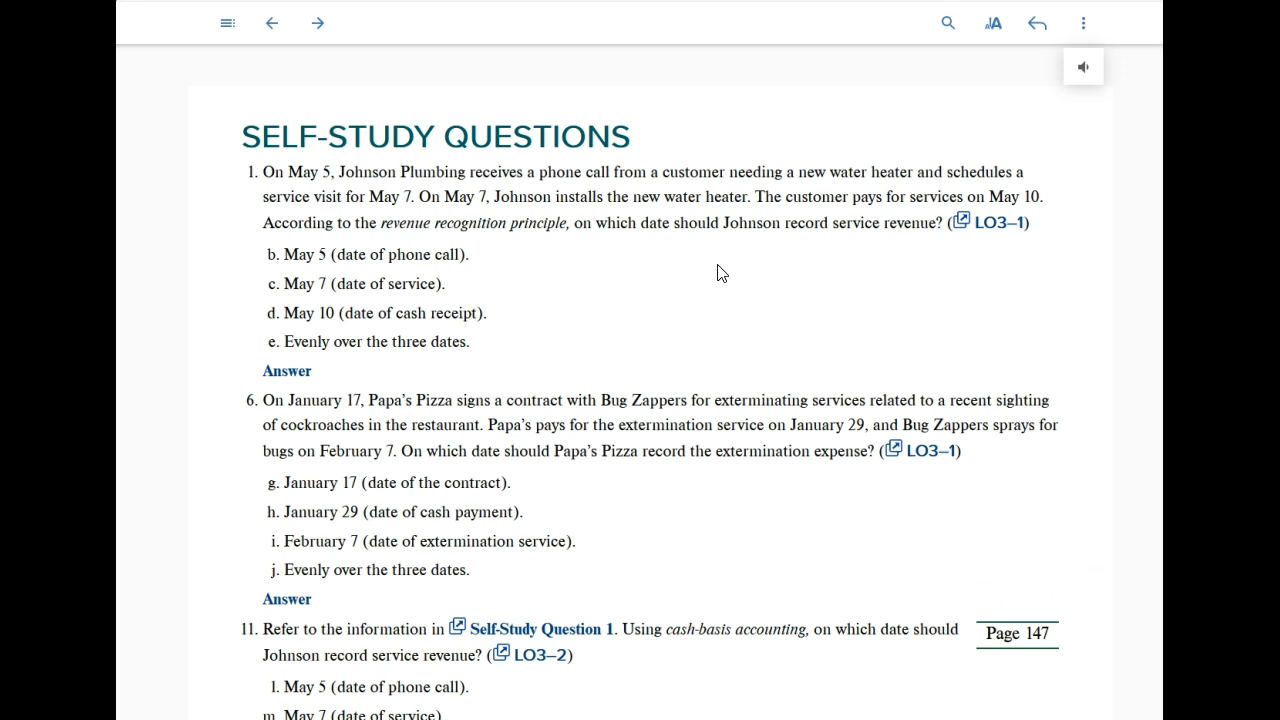 SELF-STUDY QUESTIONS
1. On May 5, Johnson Plumbing receives a phone call from a customer needing a new water heater and schedules a
service visit for May 7. On May 7, Johnson installs the new water heater. The customer pays for services on May 10.
According to the revenue recognition principle, on which date should Johnson record service revenue? (LO3–1)
b. May 5 (date of phone call).
c. May 7 (date of service).
d. May 10 (date of cash receipt).
e. Evenly over the three dates.
Answer
6. On January 17, Papa’s Pizza signs a contract with Bug Zappers for exterminating services related to a recent sighting
of cockroaches in the restaurant. Papa’s pays for the extermination service on January 29, and Bug Zappers sprays for
bugs on February 7. On which date should Papa’s Pizza record the extermination expense? (LO3–1)
g. January 17 (date of the contract).
h. January 29 (date of cash payment).
i. February 7 (date of extermination service).
j. Evenly over the three dates.
Answer
11. Refer to the information in Self-Study Question 1. Using cash-basis accounting, on which date should
Page 147
Johnson record service revenue? (LO3–2)
l. May 5 (date of phone call).
m. May 7 (date of service)